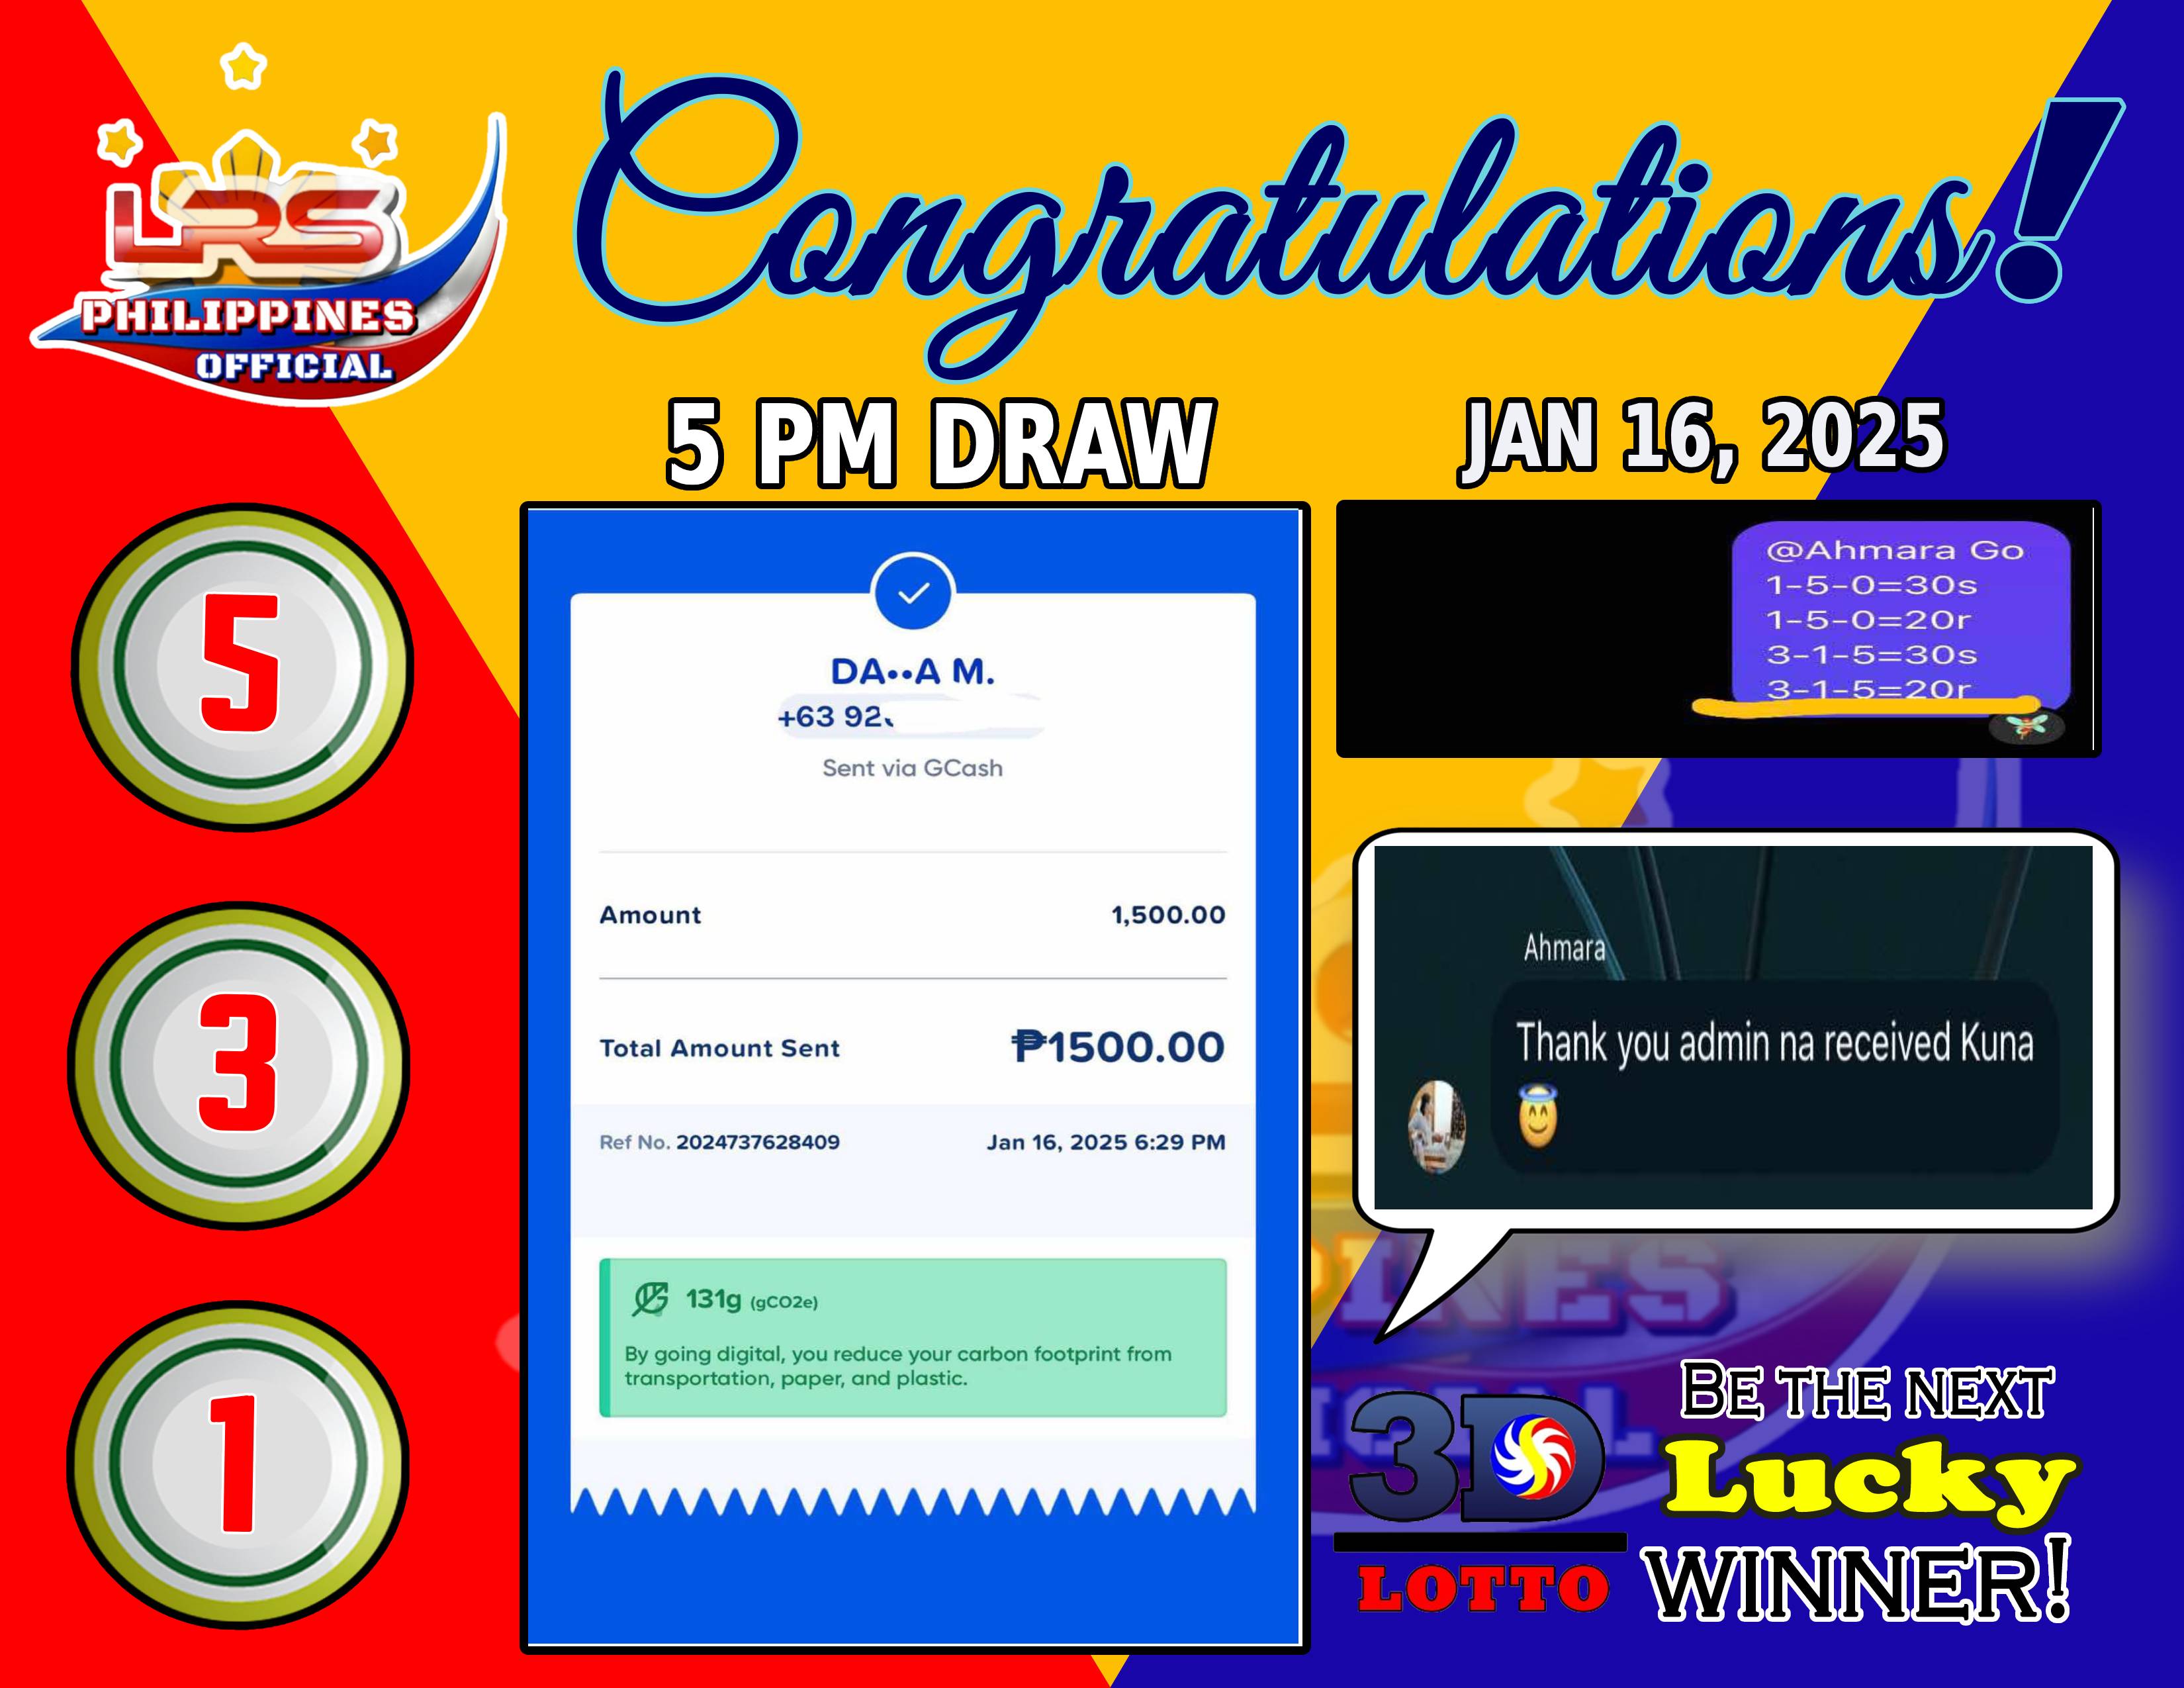 LRS
PHILIPPINES
OFFICIAL
Congratulations!
5 PM DRAW
JAN 16, 2025
5
3
1
DA••A M.
+63 92
Sent via GCash
Amount 1,500.00
Total Amount Sent ₱1500.00
Ref No. 2024737628409 Jan 16, 2025 6:29 PM
131g (gCO2e)
By going digital, you reduce your carbon footprint from
transportation, paper, and plastic.
@Ahmara Go
1-5-0=30s
1-5-0=20r
3-1-5=30s
3-1-5=20r
Ahmara
Thank you admin na received Kuna
😇
3D
LOTTO
BE THE NEXT
Lucky
WINNER!